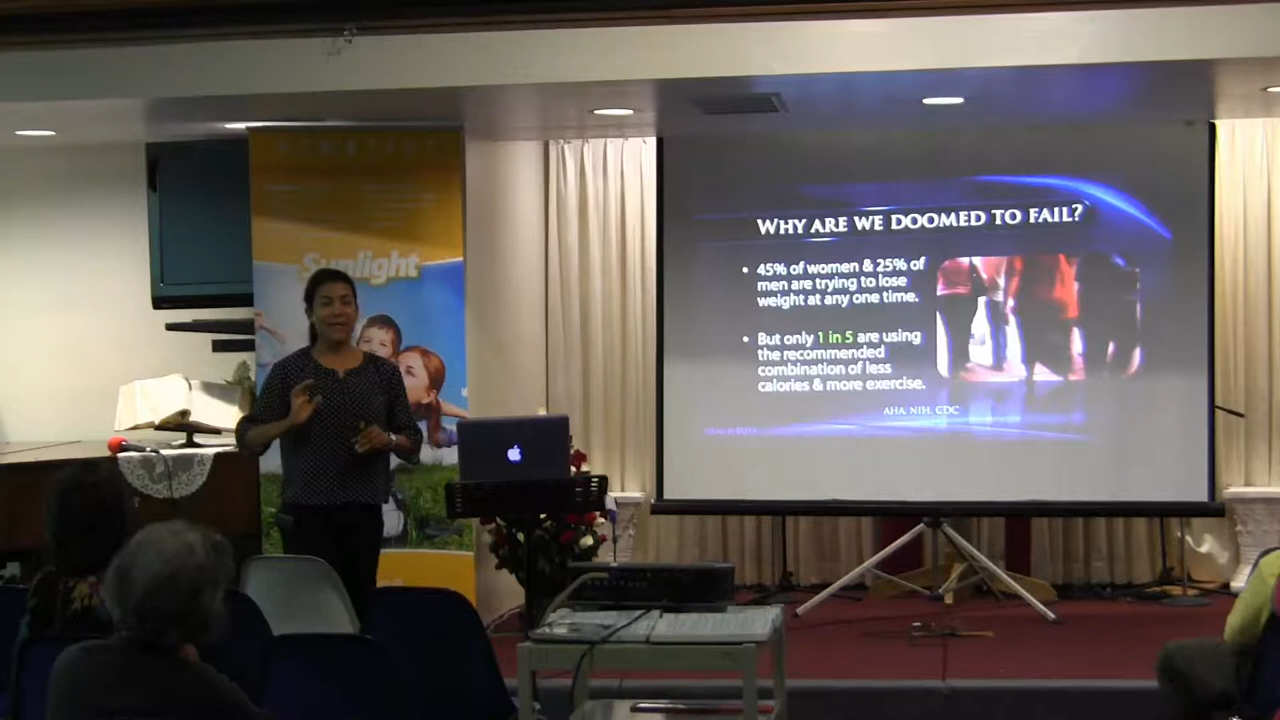 Sunlight
WHY ARE WE DOOMED TO FAIL?
• 45% of women & 25% of
men are trying to lose
weight at any one time.
• But only 1 in 5 are using
the recommended
combination of less
calories & more exercise.
AHA, NIH, CDC